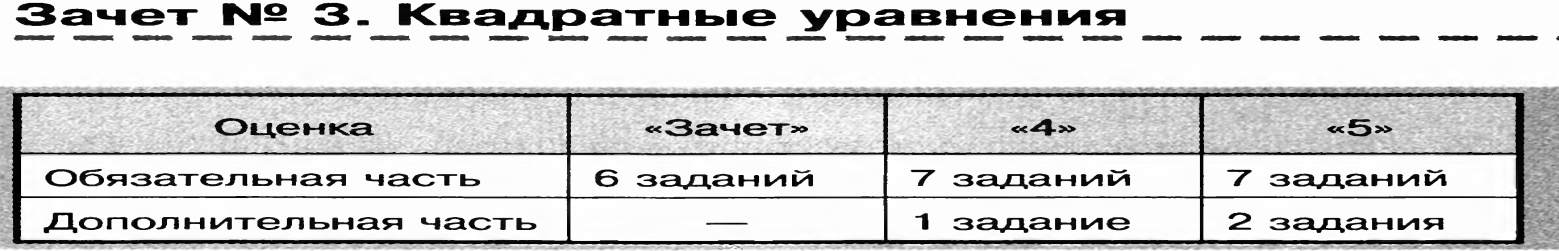 Зачет № 3. Квадратные уравнения
Оценка «Зачет» «4» «5»
Обязательная часть 6 заданий 7 заданий 7 заданий
Дополнительная часть — 1 задание 2 задания